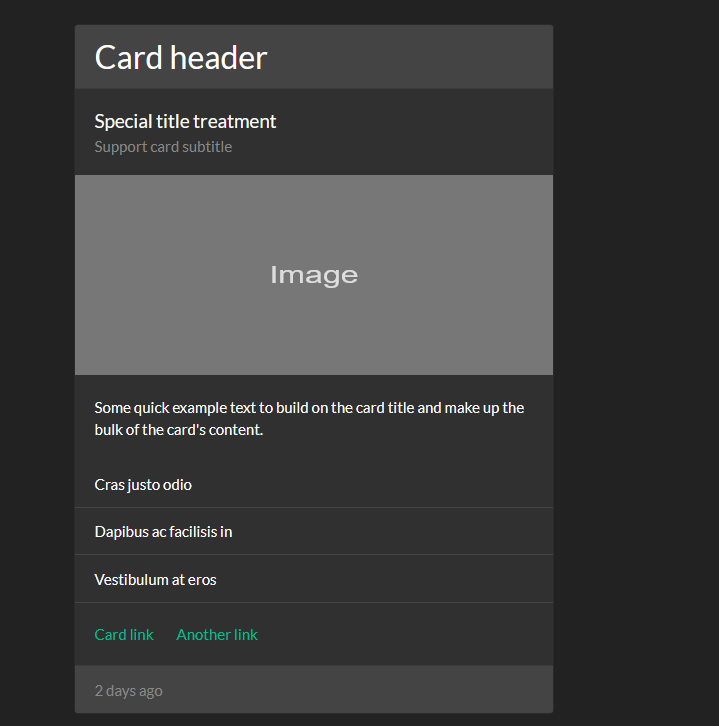 Card header
Special title treatment
Support card subtitle
Image
Some quick example text to build on the card title and make up the
bulk of the card's content.
Cras justo odio
Dapibus ac facilisis in
Vestibulum at eros
Card link Another link
2 days ago